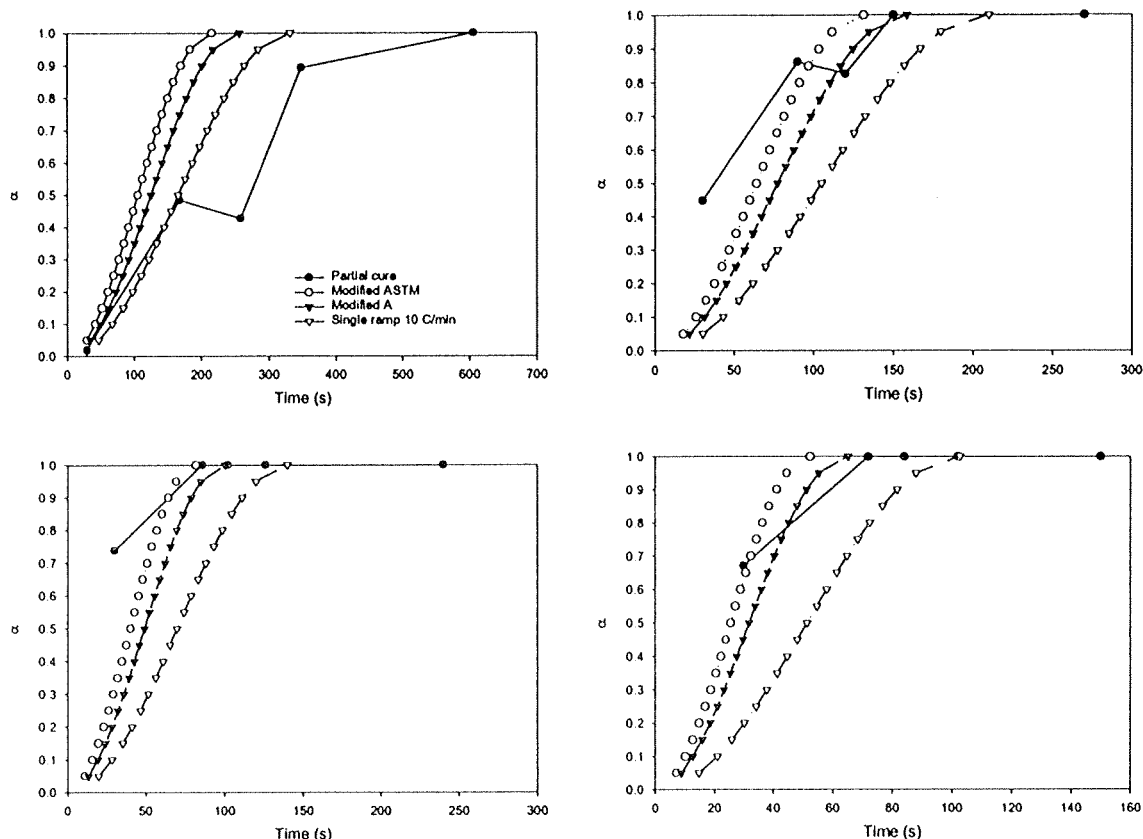 1.0
0.9
0.8
0.7
0.6
α
0.5
0.4
0.3
0.2
0.1
0.0
0 100 200 300 400 500 600 700
Time (s)
Partial cure
Modified ASTM
Modified A
Single ramp 10 C/min
1.0
0.9
0.8
0.7
0.6
α
0.5
0.4
0.3
0.2
0.1
0.0
0 50 100 150 200 250 300
Time (s)
1.0
0.9
0.8
0.7
0.6
α
0.5
0.4
0.3
0.2
0.1
0.0
0 50 100 150 200 250 300
Time (s)
1.0
0.9
0.8
0.7
0.6
α
0.5
0.4
0.3
0.2
0.1
0.0
0 20 40 60 80 100 120 140 160
Time (s)